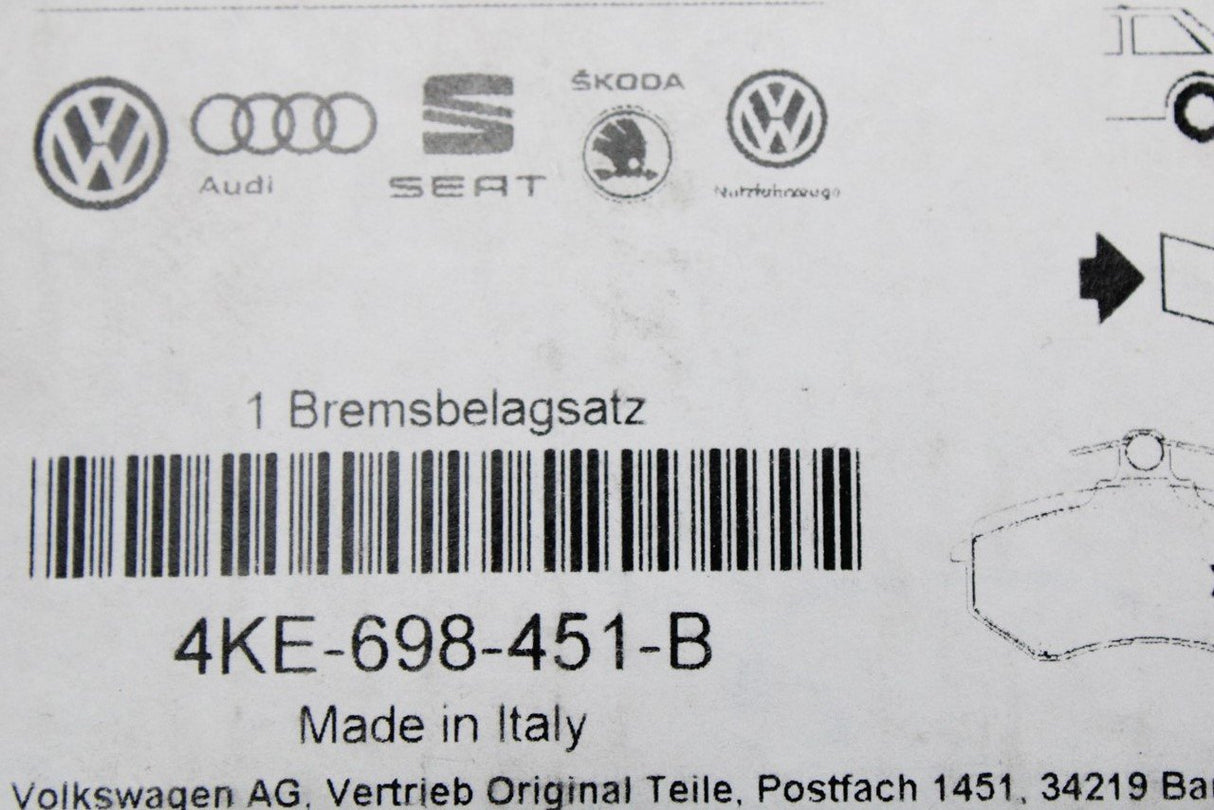 ŠKODA
Audi
SEAT
Nutzfahrzeuge
1 Bremsbelagsatz
4KE-698-451-B
Made in Italy
Volkswagen AG, Vertrieb Original Teile, Postfach 1451, 34219